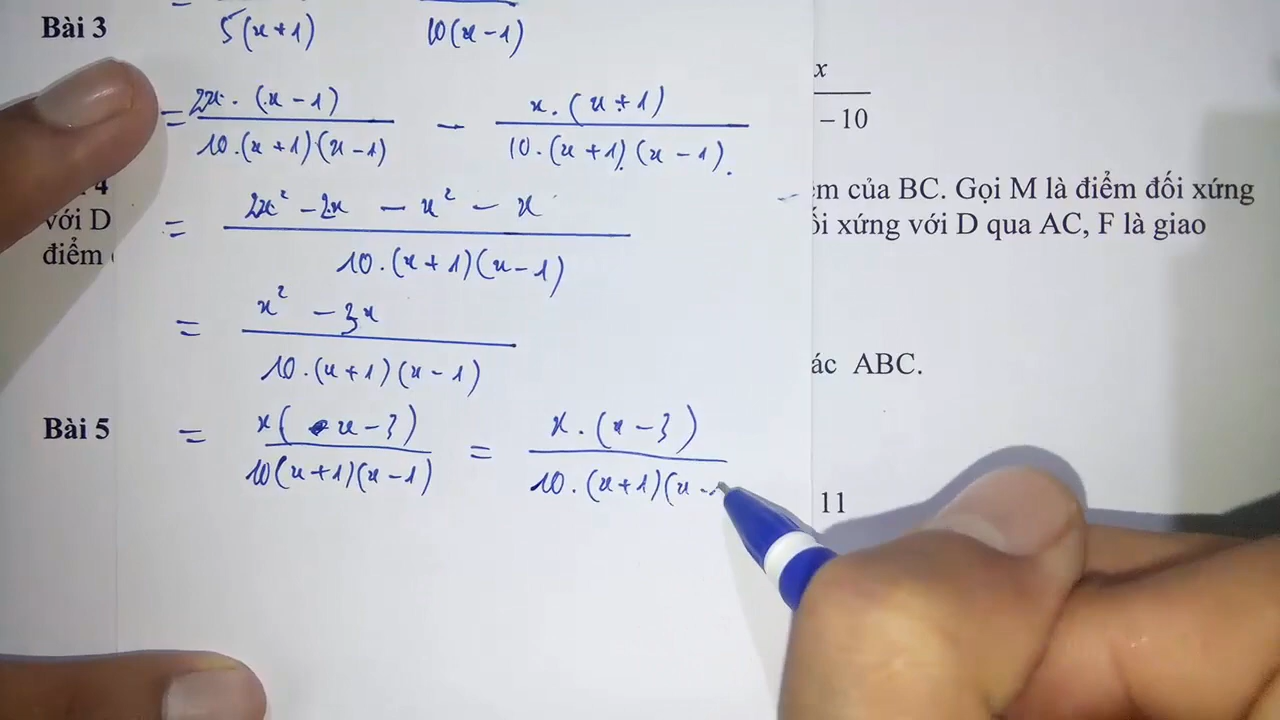 Bài 3
= 5(x+1) 10(x-1)
= 2x.(x-1) / 10.(x+1)(x-1) - x.(x+1) / 10.(x+1).(x-1).
x / -10
= 2x² - 2x - x² - x / 10.(x+1)(x-1)
4 m của BC. Gọi M là điểm đối xứng
với D ối xứng với D qua AC, F là giao
điểm
= x² - 3x / 10.(x+1)(x-1)
ác ABC.
Bài 5
= x(x-3) / 10(x+1)(x-1) = x.(x-3) / 10.(x+1)(x-
11